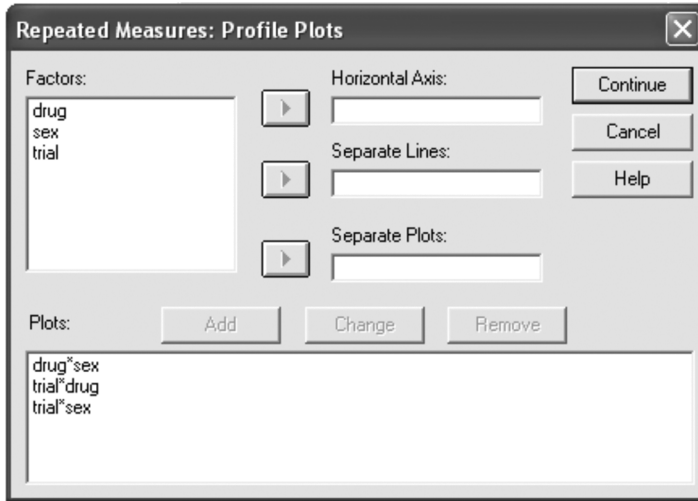 Repeated Measures: Profile Plots
Factors:
drug
sex
trial
Horizontal Axis:
Separate Lines:
Separate Plots:
Continue
Cancel
Help
Plots:
Add
Change
Remove
drug*sex
trial*drug
trial*sex